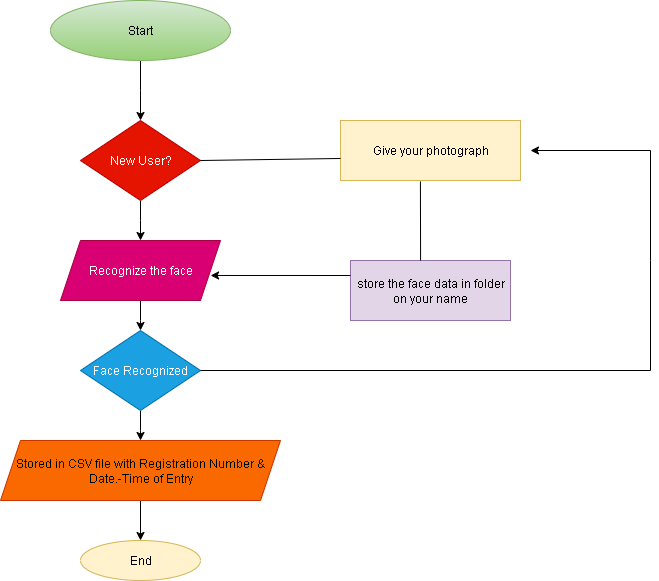 Start
New User?
Give your photograph
Recognize the face
store the face data in folder
on your name
Face Recognized
Stored in CSV file with Registration Number &
Date.-Time of Entry
End